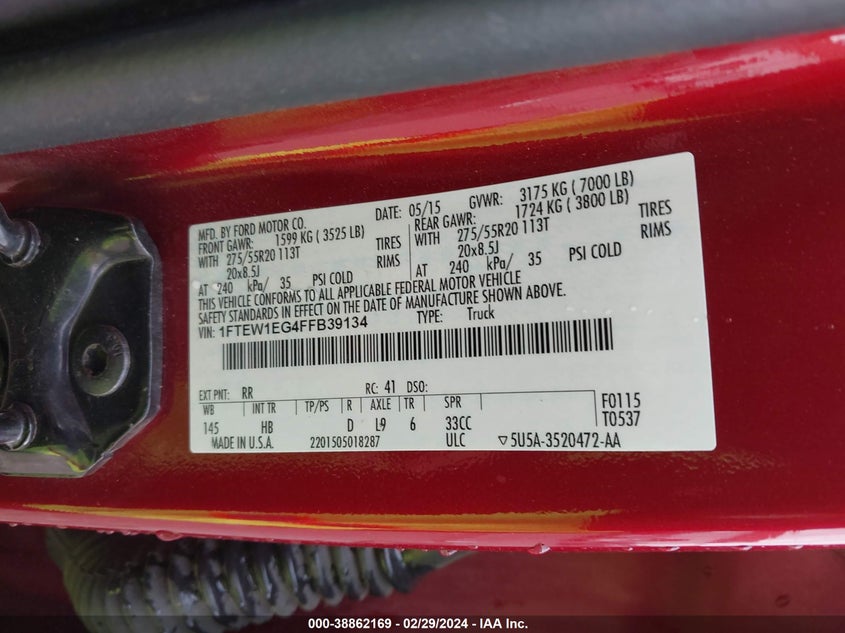 MFD. BY FORD MOTOR CO. DATE: 05/15 GVWR: 3175 KG ( 7000 LB)
FRONT GAWR: 1599 KG ( 3525 LB) REAR GAWR: 1724 KG ( 3800 LB)
WITH 275/55R20 113T TIRES WITH 275/55R20 113T TIRES
20x8.5J RIMS 20x8.5J RIMS
AT 240 kPa/ 35 PSI COLD AT 240 kPa/ 35 PSI COLD
THIS VEHICLE CONFORMS TO ALL APPLICABLE FEDERAL MOTOR VEHICLE
SAFETY STANDARDS IN EFFECT ON THE DATE OF MANUFACTURE SHOWN ABOVE.
VIN: 1FTEW1EG4FFB39134 TYPE: Truck
EXT PNT: RR RC: 41 DSO:
WB INT TR TP/PS R AXLE TR SPR F0115
145 HB D L9 6 33CC T0537
MADE IN U.S.A. 2201505018287 ULC ▽5U5A-3520472-AA
000-38862169 - 02/29/2024 - IAA Inc.